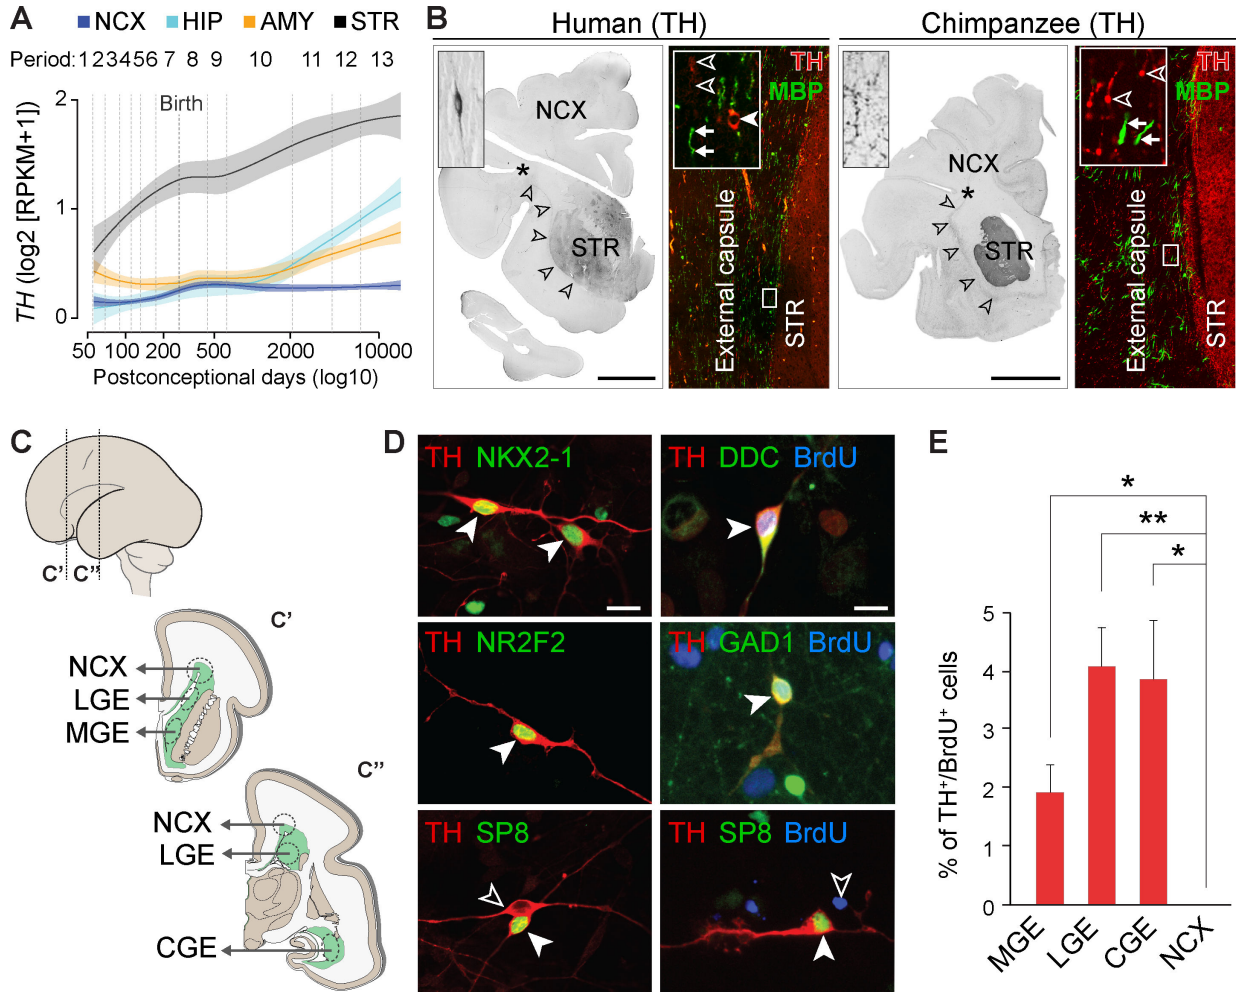 A
NCX HIP AMY STR
Period: 1 2 3 4 5 6 7 8 9 10 11 12 13
Birth
2
1
0
TH (log2 [RPKM+1])
50 100 200 500 2000 10000
Postconceptional days (log10)
B
Human (TH)
Chimpanzee (TH)
NCX
*
STR
TH
MBP
External capsule
STR
NCX
*
STR
TH
MBP
External capsule
STR
C
C' C''
C'
NCX
LGE
MGE
C''
NCX
LGE
CGE
D
TH NKX2-1
TH DDC BrdU
TH NR2F2
TH GAD1 BrdU
TH SP8
TH SP8 BrdU
E
*
**
*
5
4
3
2
1
0
% of TH⁺/BrdU⁺ cells
MGE
LGE
CGE
NCX